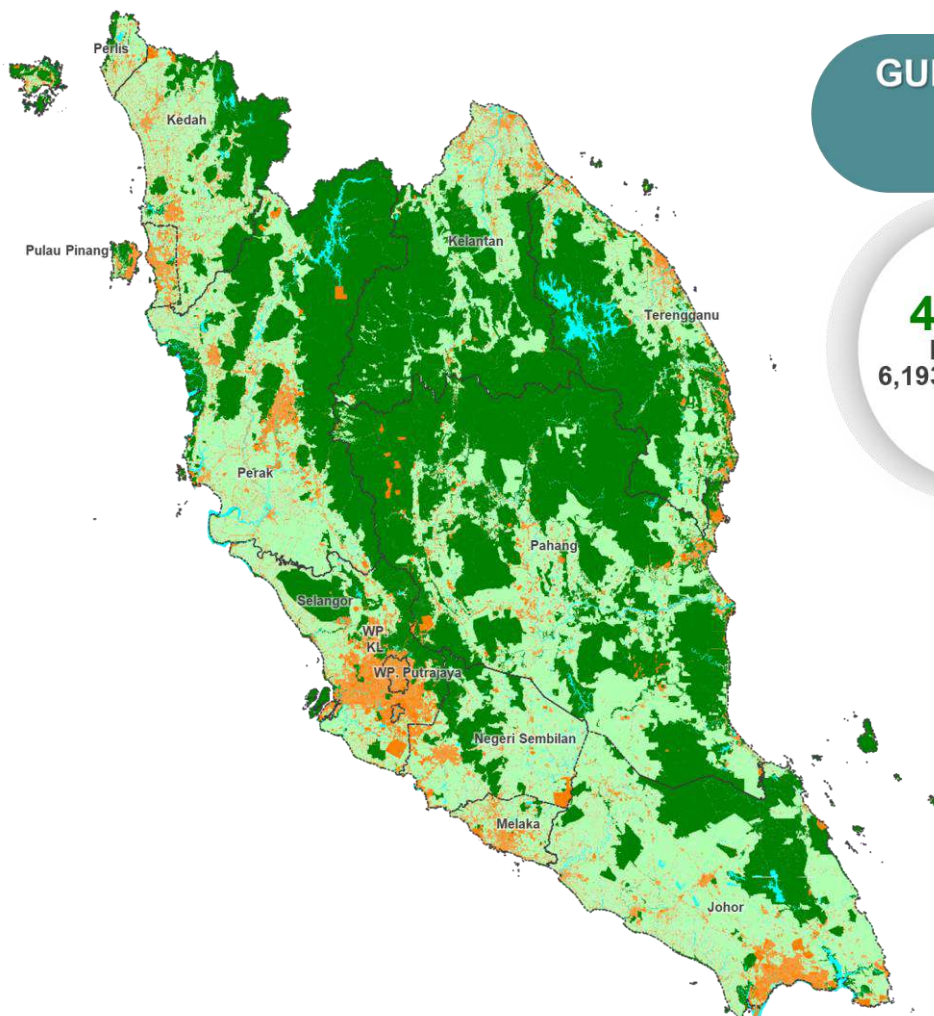 Perlis
Kedah
Pulau Pinang
Kelantan
Terengganu
Perak
Pahang
Selangor
WP.
KL
WP. Putrajaya
Negeri Sembilan
Melaka
Johor